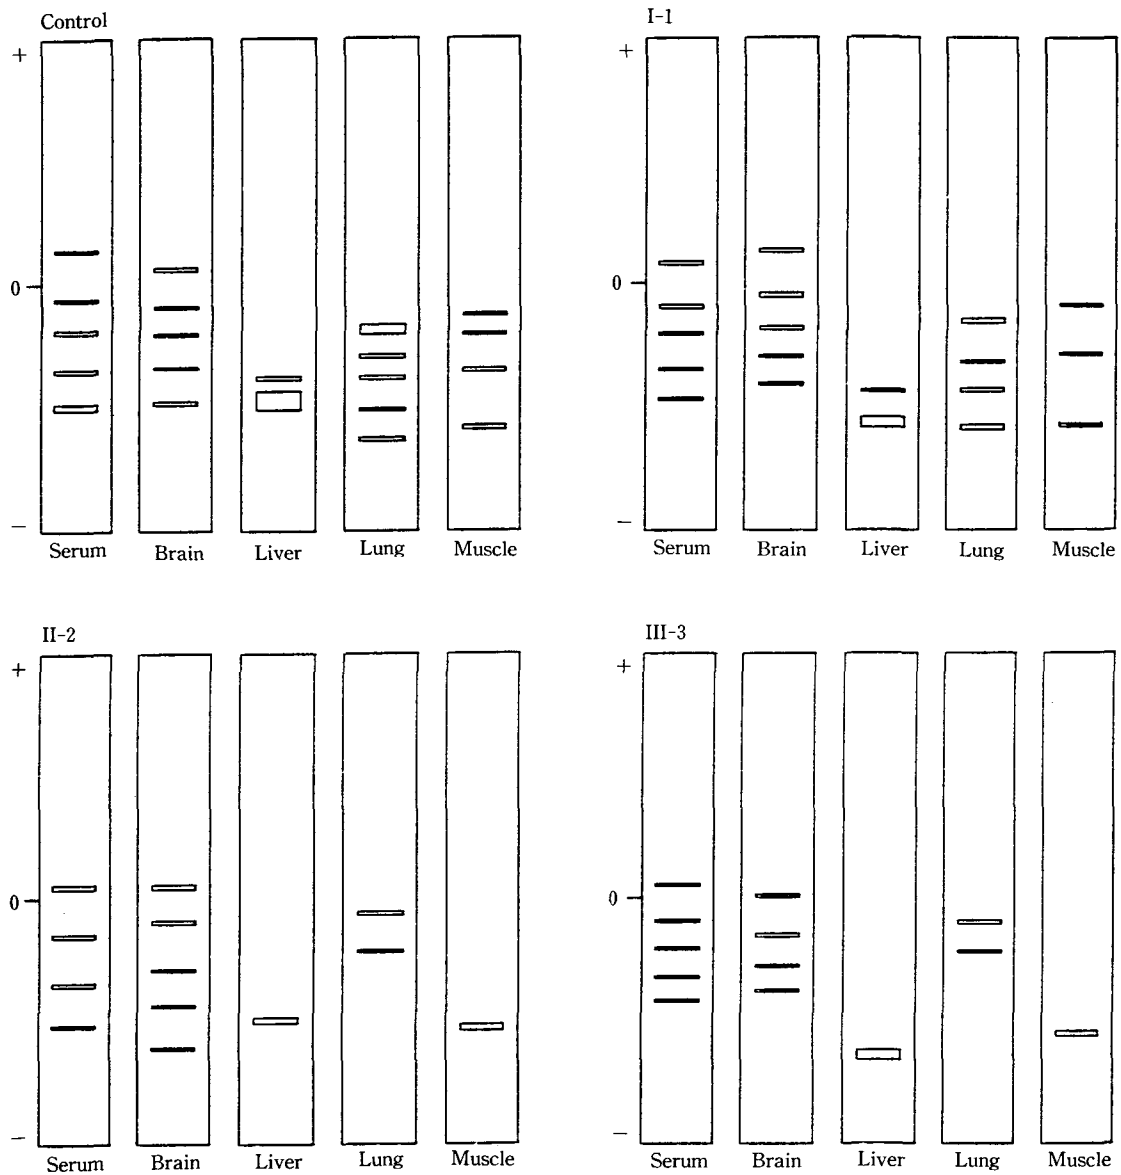 Control
+
0
−
Serum Brain Liver Lung Muscle
I-1
+
0
−
Serum Brain Liver Lung Muscle
II-2
+
0
−
Serum Brain Liver Lung Muscle
III-3
+
0
−
Serum Brain Liver Lung Muscle